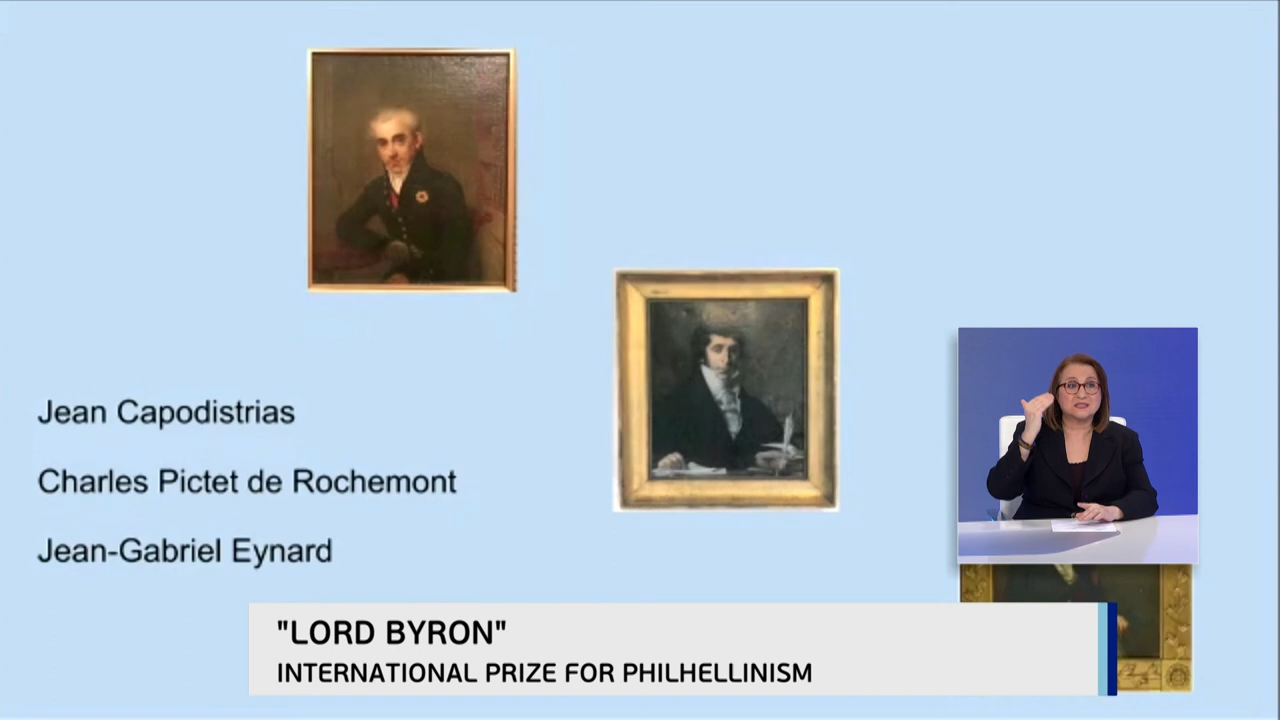 Jean Capodistrias
Charles Pictet de Rochemont
Jean-Gabriel Eynard
"LORD BYRON"
INTERNATIONAL PRIZE FOR PHILHELLINISM